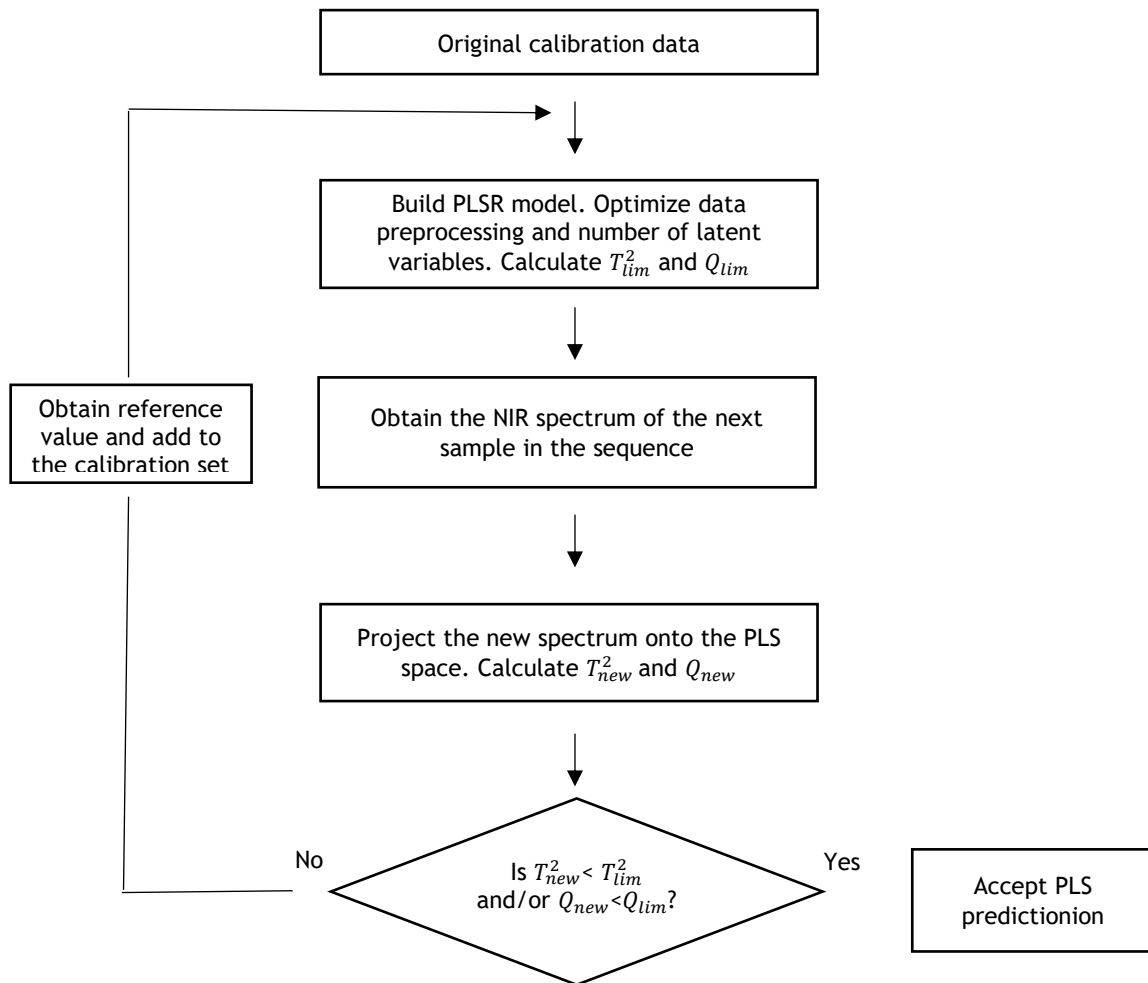 Original calibration data
Build PLSR model. Optimize data
preprocessing and number of latent
variables. Calculate T²lim and Qlim
Obtain reference
value and add to
the calibration set
Obtain the NIR spectrum of the next
sample in the sequence
Project the new spectrum onto the PLS
space. Calculate T²new and Qnew
No
Is T²new< T²lim
and/or Qnew<Qlim?
Yes
Accept PLS
predictionion